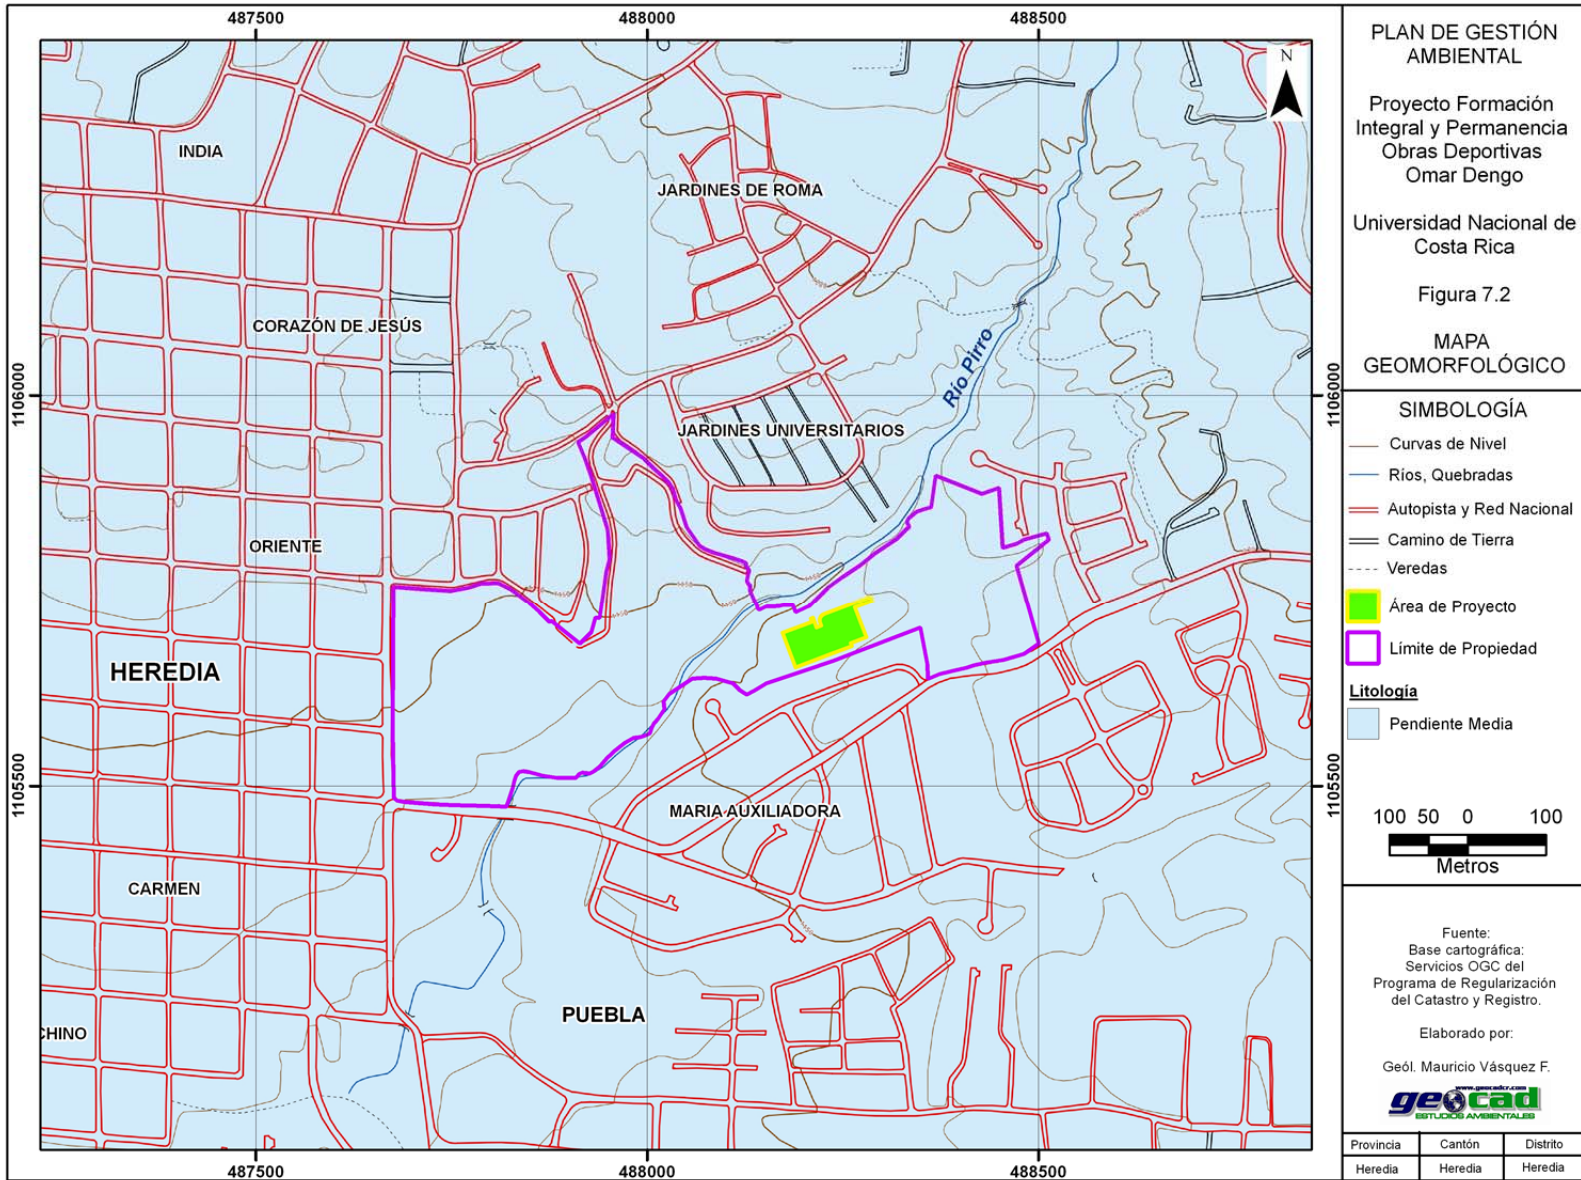 487500
488000
488500
1106000
1105500
1106000
1105500
N
INDIA
JARDINES DE ROMA
CORAZÓN DE JESÚS
Río Pirro
JARDINES UNIVERSITARIOS
ORIENTE
HEREDIA
MARIA AUXILIADORA
CARMEN
PUEBLA
CHINO
487500
488000
488500
PLAN DE GESTIÓN
AMBIENTAL
Proyecto Formación
Integral y Permanencia
Obras Deportivas
Omar Dengo
Universidad Nacional de
Costa Rica
Figura 7.2
MAPA
GEOMORFOLÓGICO
SIMBOLOGÍA
Curvas de Nivel
Ríos, Quebradas
Autopista y Red Nacional
Camino de Tierra
Veredas
Área de Proyecto
Límite de Propiedad
Litología
Pendiente Media
100 50 0 100
Metros
Fuente:
Base cartográfica:
Servicios OGC del
Programa de Regularización
del Catastro y Registro.
Elaborado por:
Geól. Mauricio Vásquez F.
www.geocadcr.com
geocad
ESTUDIOS AMBIENTALES
Provincia Cantón Distrito
Heredia Heredia Heredia